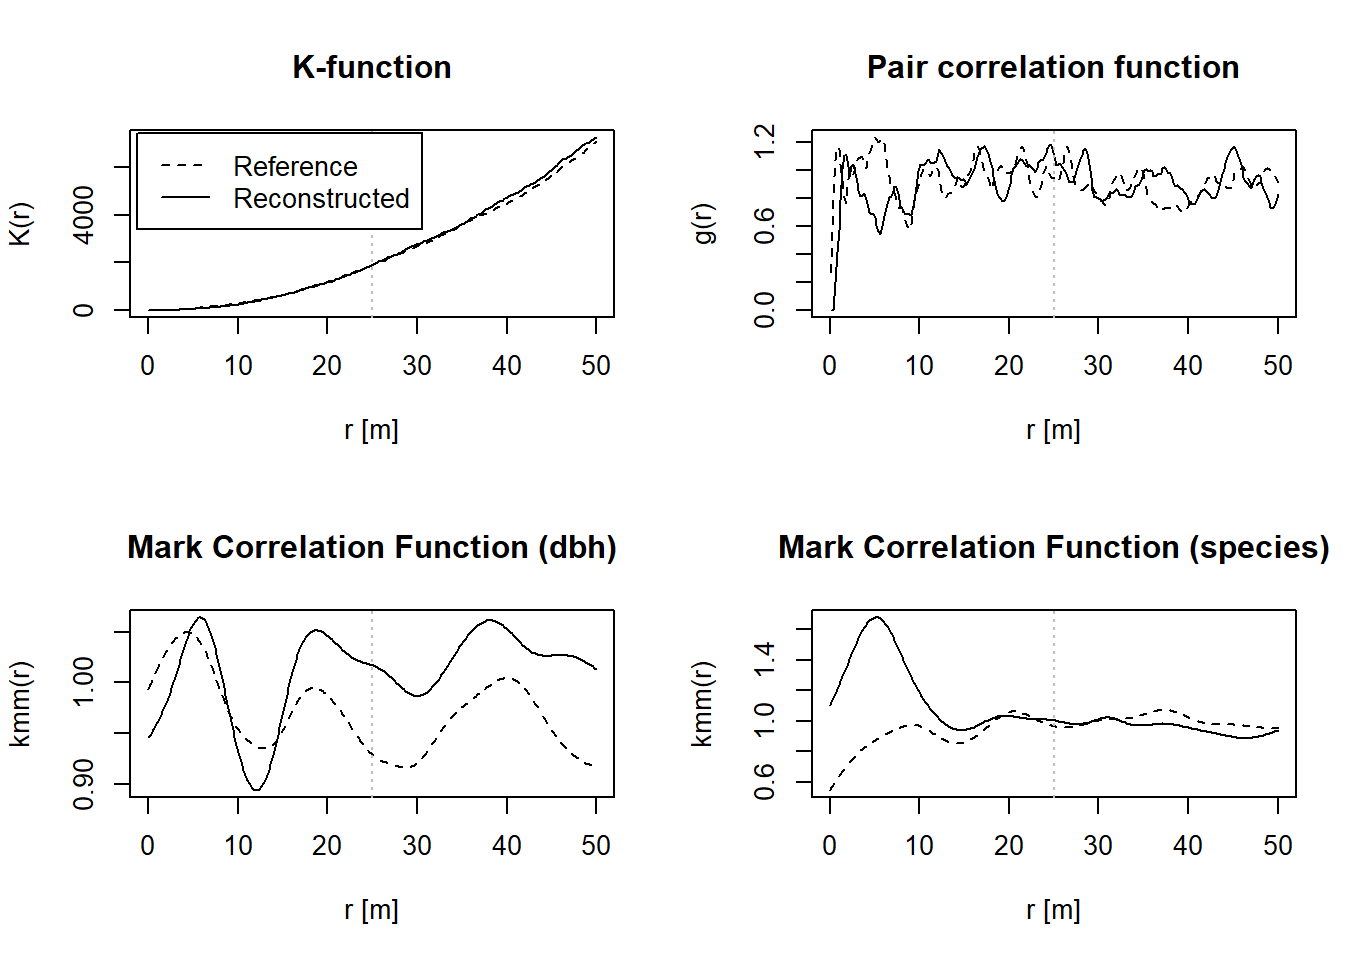 K-function
K(r)
4000
0
Reference
Reconstructed
0 10 20 30 40 50
r [m]
Pair correlation function
g(r)
1.2
0.6
0.0
0 10 20 30 40 50
r [m]
Mark Correlation Function (dbh)
kmm(r)
1.00
0.90
0 10 20 30 40 50
r [m]
Mark Correlation Function (species)
kmm(r)
1.4
1.0
0.6
0 10 20 30 40 50
r [m]